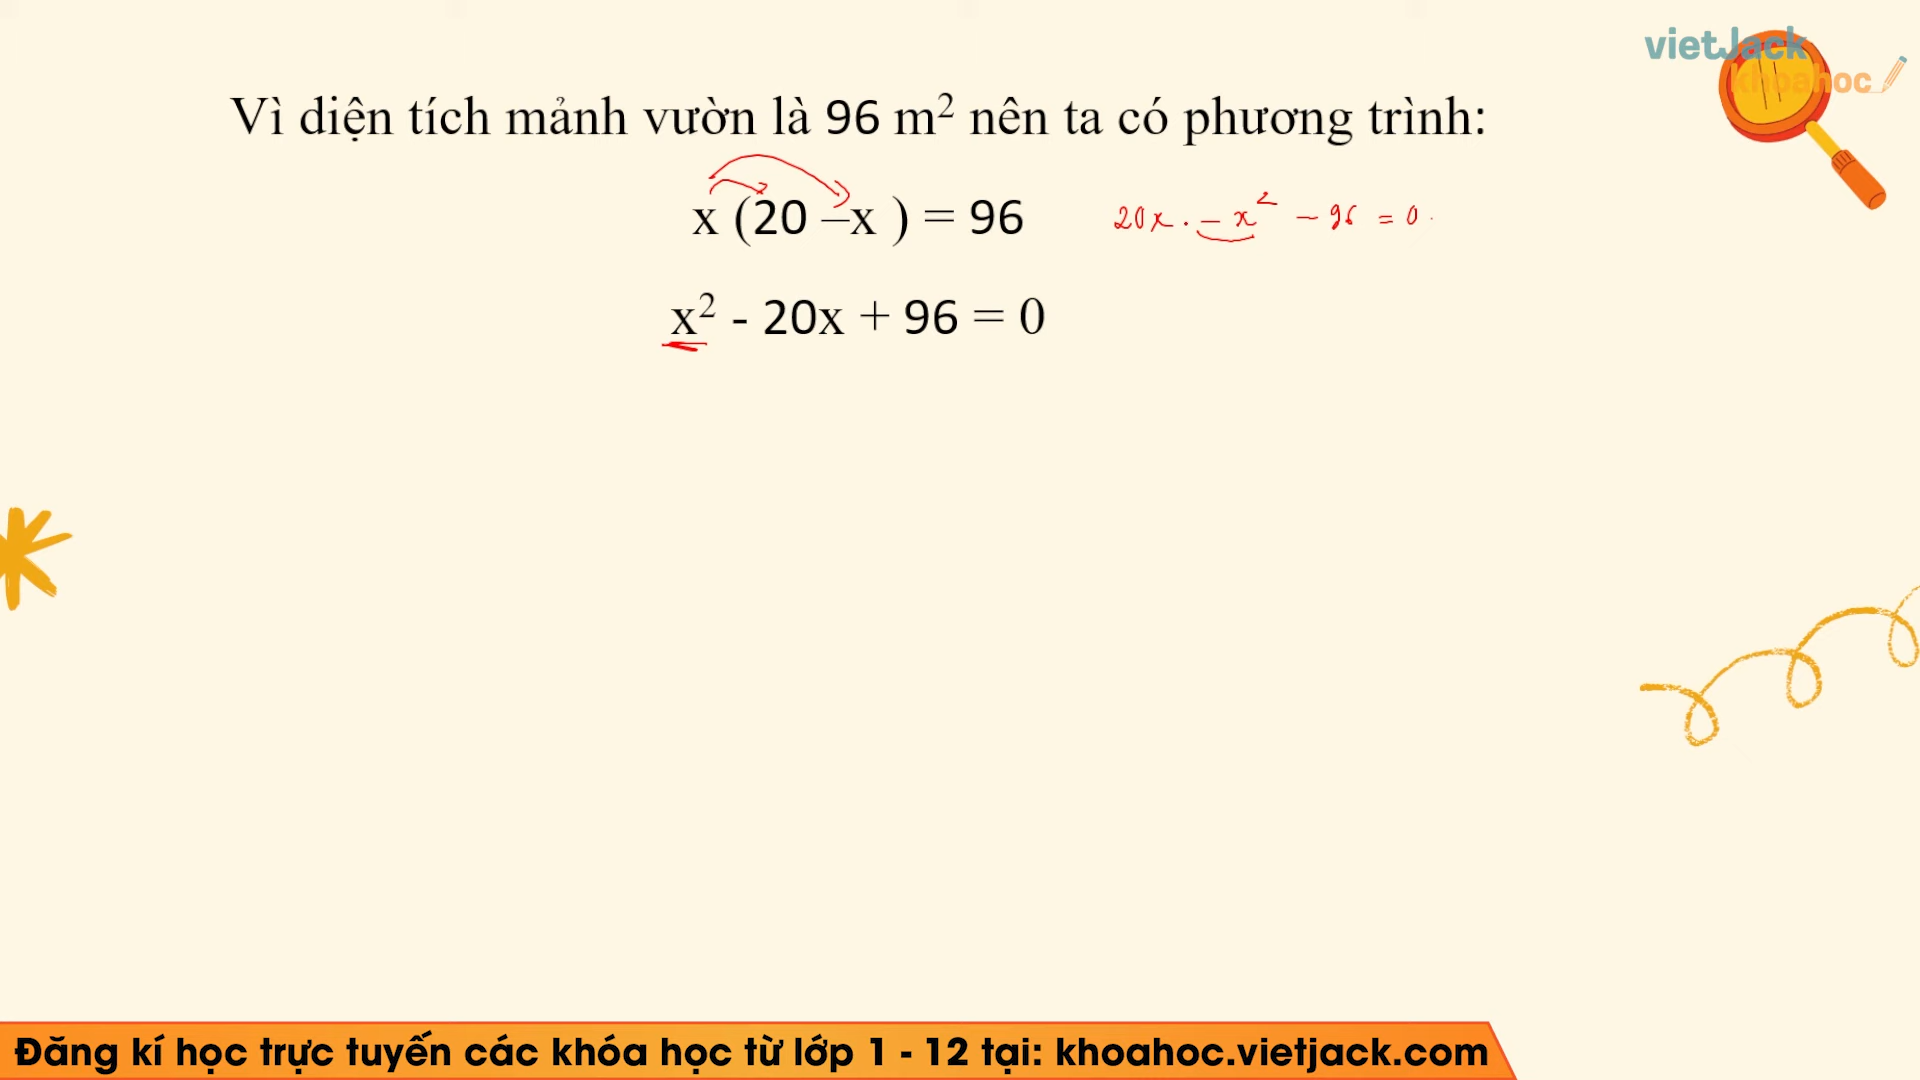 vietJack
khoahoc
Vì diện tích mảnh vườn là 96 m² nên ta có phương trình:
x (20 –x ) = 96
20x . – x² – 96 = 0 .
x² - 20x + 96 = 0
Đăng kí học trực tuyến các khóa học từ lớp 1 - 12 tại: khoahoc.vietjack.com